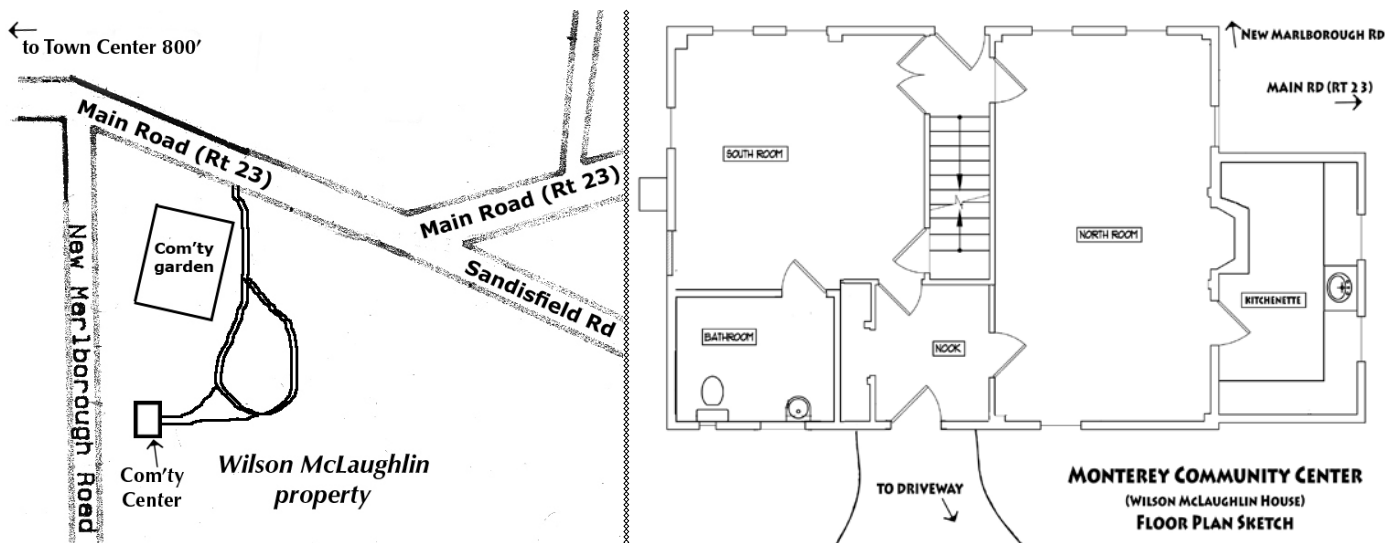 to Town Center 800'
Main Road (Rt 23)
Main Road (Rt 23)
Sandisfield Rd
New Marlborough Road
Com'ty
garden
Com'ty
Center
Wilson McLaughlin
property
New Marlborough Rd
Main Rd (Rt 23)
SOUTH ROOM
NORTH ROOM
KITCHENETTE
BATHROOM
NOOK
To Driveway
Monterey Community Center
(Wilson McLaughlin House)
Floor Plan Sketch